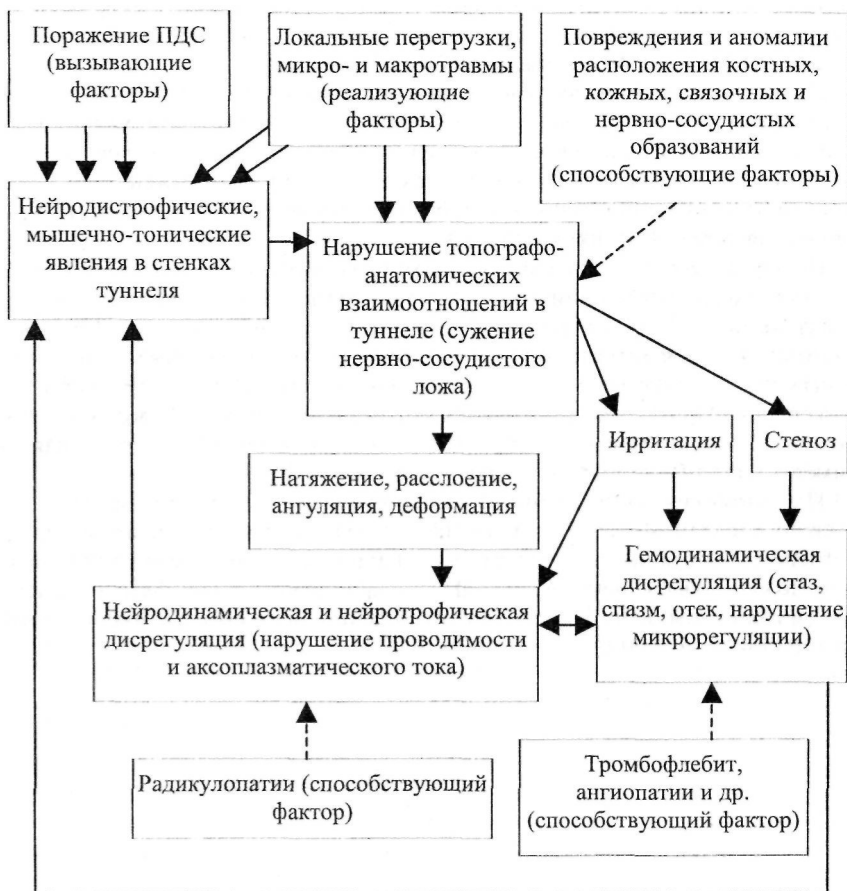 Поражение ПДС
(вызывающие
факторы)
Локальные перегрузки,
микро- и макротравмы
(реализующие
факторы)
Повреждения и аномалии
расположения костных,
кожных, связочных и
нервно-сосудистых
образований
(способствующие факторы)
Нейродистрофические,
мышечно-тонические
явления в стенках
туннеля
Нарушение топографо-
анатомических
взаимоотношений в
туннеле (сужение
нервно-сосудистого
ложа)
Ирритация
Стеноз
Натяжение, расслоение,
ангуляция, деформация
Гемодинамическая
дисрегуляция (стаз,
спазм, отек, нарушение
микрорегуляции)
Нейродинамическая и нейротрофическая
дисрегуляция (нарушение проводимости
и аксоплазматического тока)
Радикулопатии (способствующий
фактор)
Тромбофлебит,
ангиопатии и др.
(способствующий фактор)